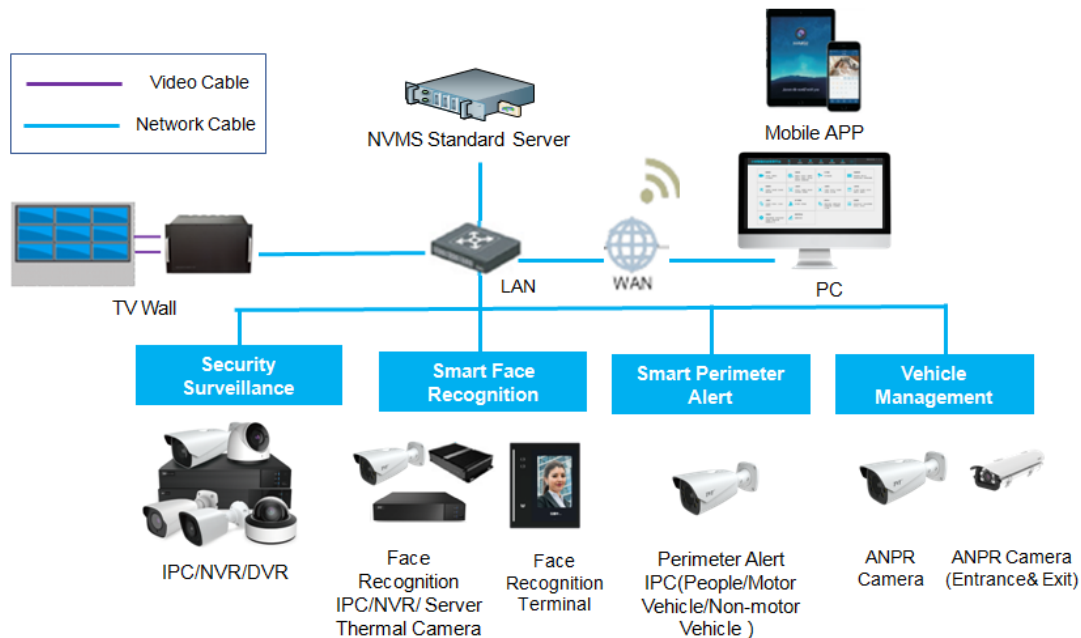 Video Cable
Network Cable
NVMS Standard Server
Mobile APP
TV Wall
LAN
WAN
PC
Security
Surveillance
Smart Face
Recognition
Smart Perimeter
Alert
Vehicle
Management
IPC/NVR/DVR
Face
Recognition
IPC/NVR/ Server
Thermal Camera
Face
Recognition
Terminal
Perimeter Alert
IPC(People/Motor
Vehicle/Non-motor
Vehicle )
ANPR
Camera
ANPR Camera
(Entrance& Exit)